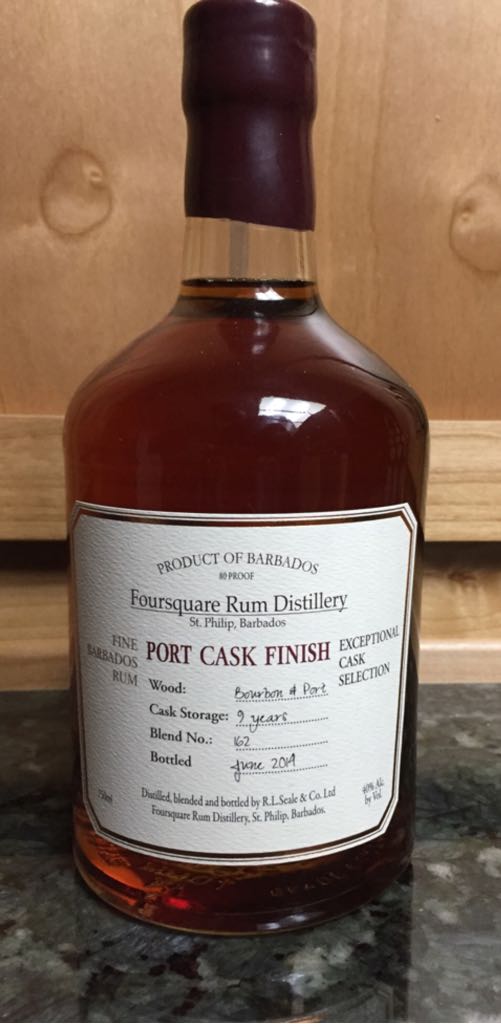 PRODUCT OF BARBADOS
80 PROOF
Foursquare Rum Distillery
St. Philip, Barbados
FINE
BARBADOS
RUM
PORT CASK FINISH
EXCEPTIONAL
CASK
SELECTION
Wood: Bourbon & Port
Cask Storage: 9 years
Blend No.: 162
Bottled June 2014
Distilled, blended and bottled by R.L.Seale & Co. Ltd
Foursquare Rum Distillery, St. Philip, Barbados.
750ml
40% Alc.
by Vol.